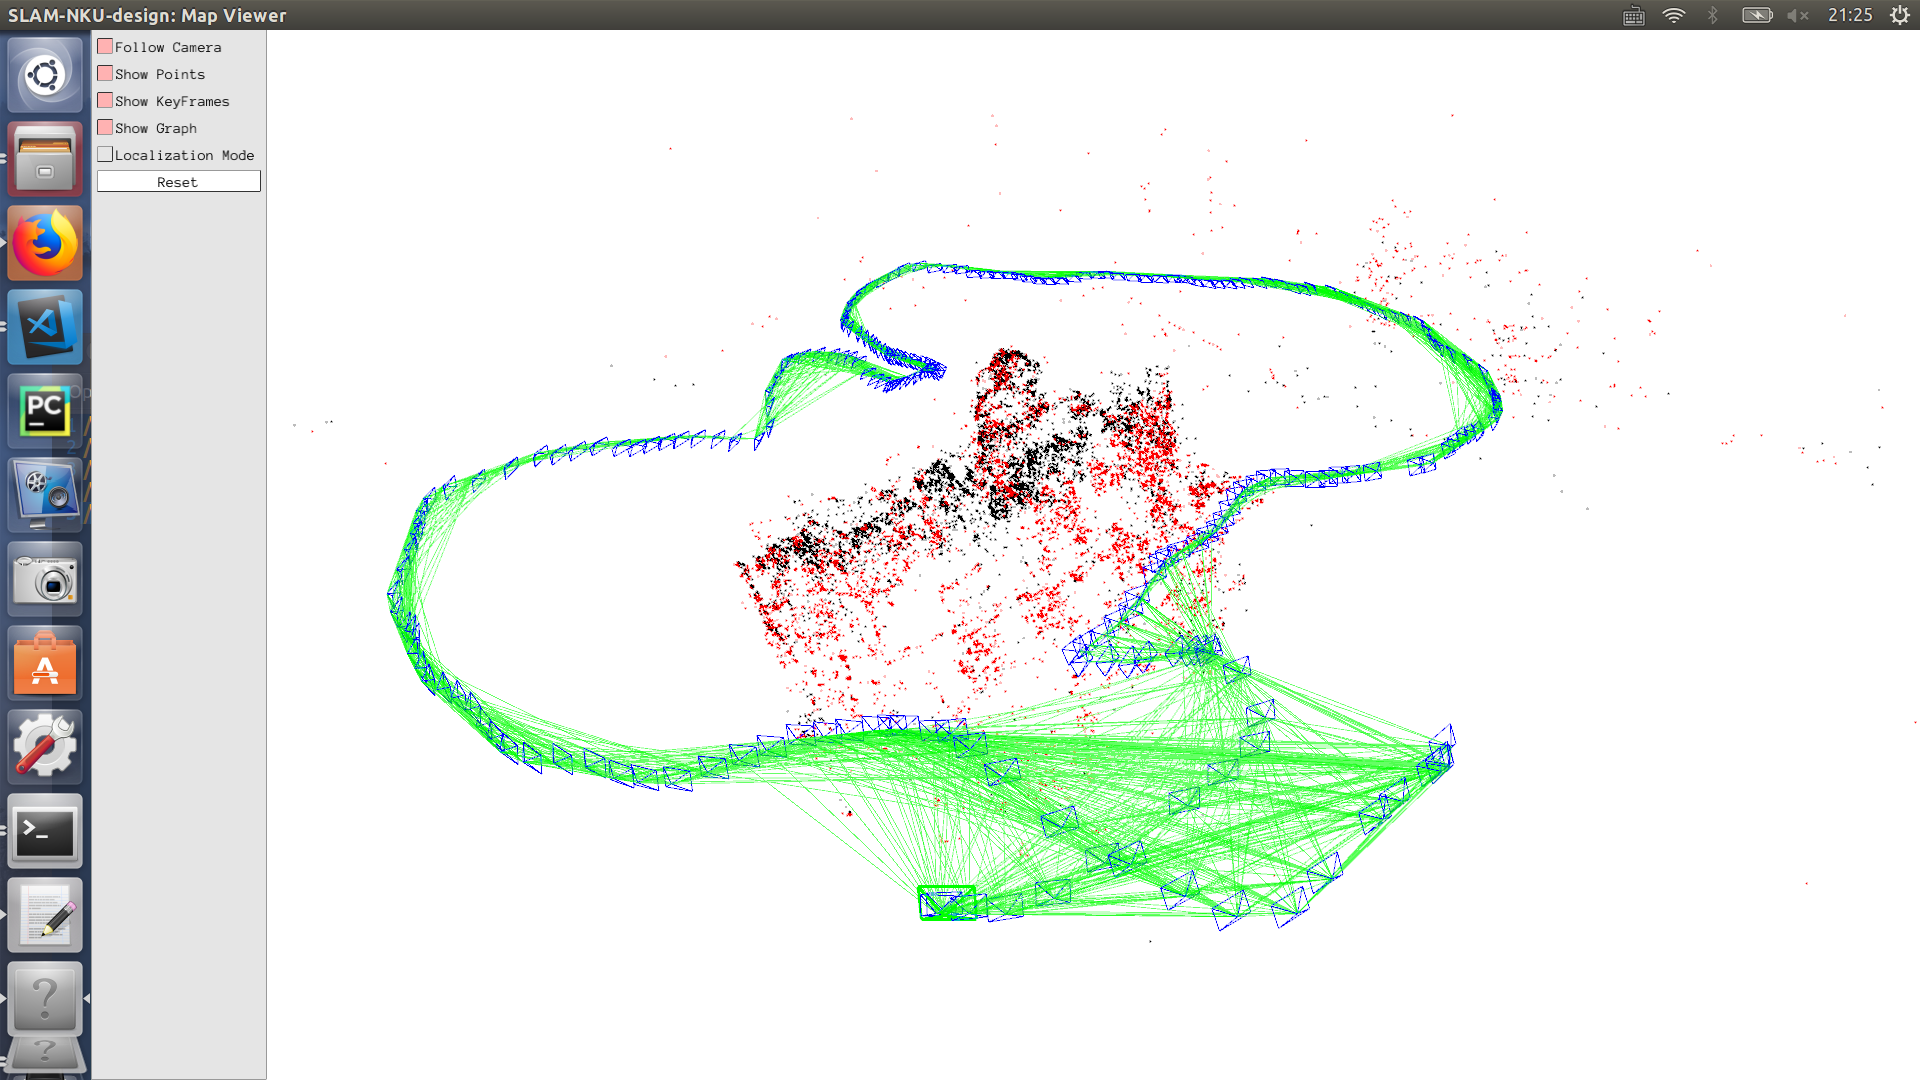 SLAM-NKU-design: Map Viewer
21:25
Follow Camera
Show Points
Show KeyFrames
Show Graph
Localization Mode
Reset
PC